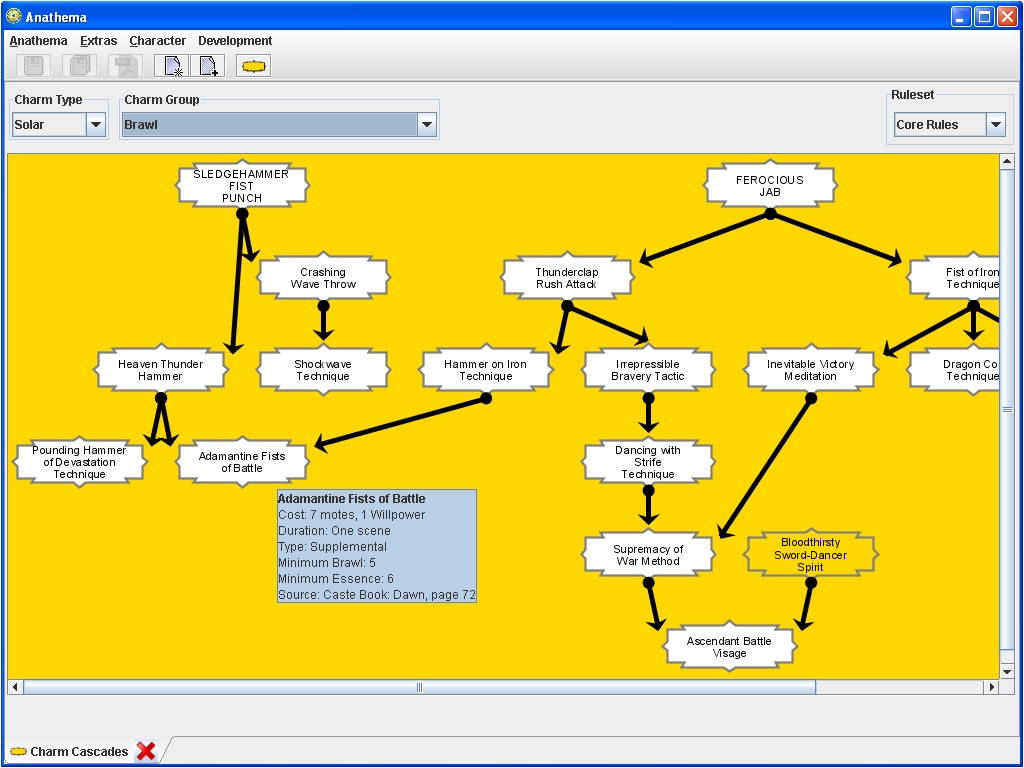 Anathema
Anathema Extras Character Development
Charm Type
Solar
Charm Group
Brawl
Ruleset
Core Rules
SLEDGEHAMMER
FIST
PUNCH
FEROCIOUS
JAB
Crashing
Wave Throw
Thunderclap
Rush Attack
Fist of Iron
Technique
Heaven Thunder
Hammer
Shockwave
Technique
Hammer on Iron
Technique
Irrepressible
Bravery Tactic
Inevitable Victory
Meditation
Dragon Co
Technique
Pounding Hammer
of Devastation
Technique
Adamantine Fists
of Battle
Dancing with
Strife
Technique
Adamantine Fists of Battle
Cost: 7 motes, 1 Willpower
Duration: One scene
Type: Supplemental
Minimum Brawl: 5
Minimum Essence: 6
Source: Caste Book: Dawn, page 72
Supremacy of
War Method
Bloodthirsty
Sword-Dancer
Spirit
Ascendant Battle
Visage
Charm Cascades